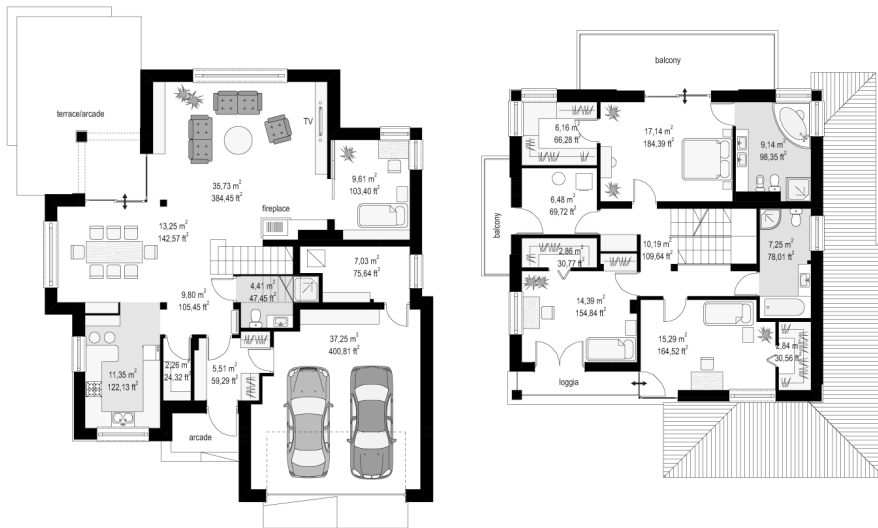 terrace/arcade
TV
35,73 m²
384,45 ft²
9,61 m²
103,40 ft²
fireplace
13,25 m²
142,57 ft²
7,03 m²
75,64 ft²
4,41 m²
47,45 ft²
9,80 m²
105,45 ft²
37,25 m²
400,81 ft²
11,35 m²
122,13 ft²
2,26 m²
24,32 ft²
5,51 m²
59,29 ft²
arcade
balcony
6,16 m²
66,28 ft²
17,14 m²
184,39 ft²
9,14 m²
98,35 ft²
balcony
6,48 m²
69,72 ft²
10,19 m²
109,64 ft²
7,25 m²
78,01 ft²
2,86 m²
30,77 ft²
14,39 m²
154,84 ft²
15,29 m²
164,52 ft²
2,84 m²
30,56 ft²
loggia